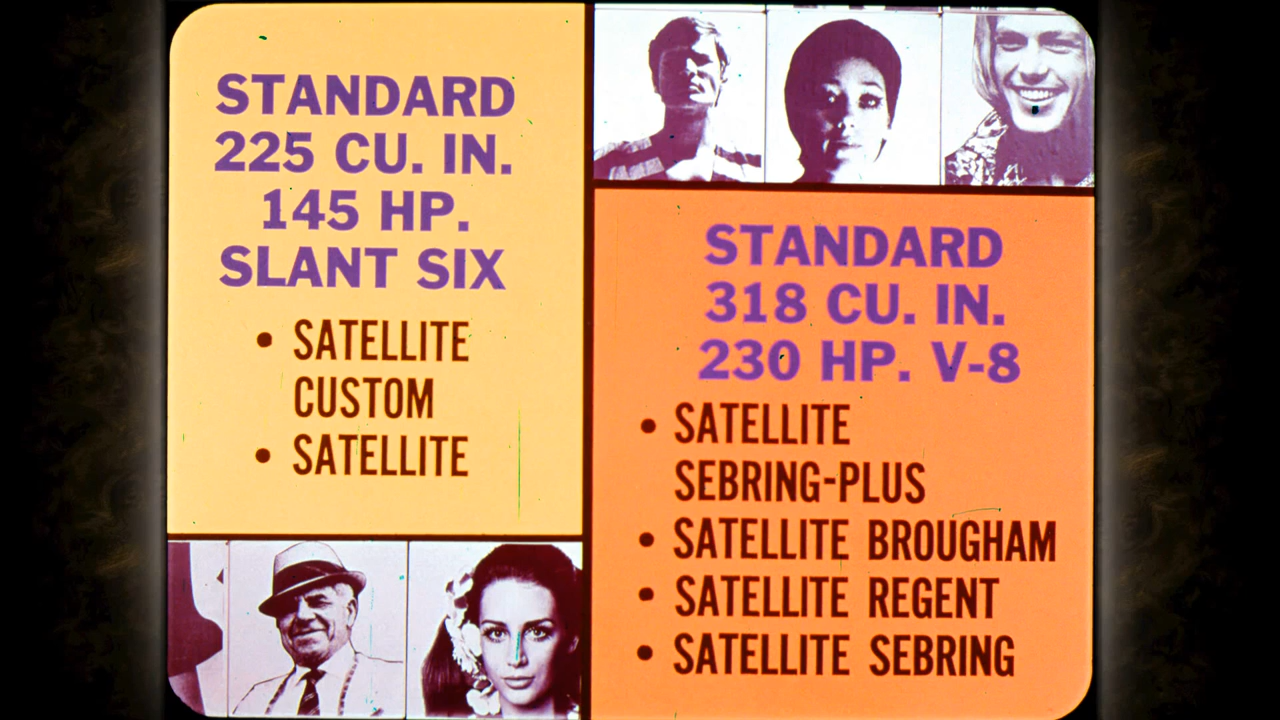 STANDARD
225 CU. IN.
145 HP.
SLANT SIX
• SATELLITE
CUSTOM
• SATELLITE
STANDARD
318 CU. IN.
230 HP. V-8
• SATELLITE
SEBRING-PLUS
• SATELLITE BROUGHAM
• SATELLITE REGENT
• SATELLITE SEBRING